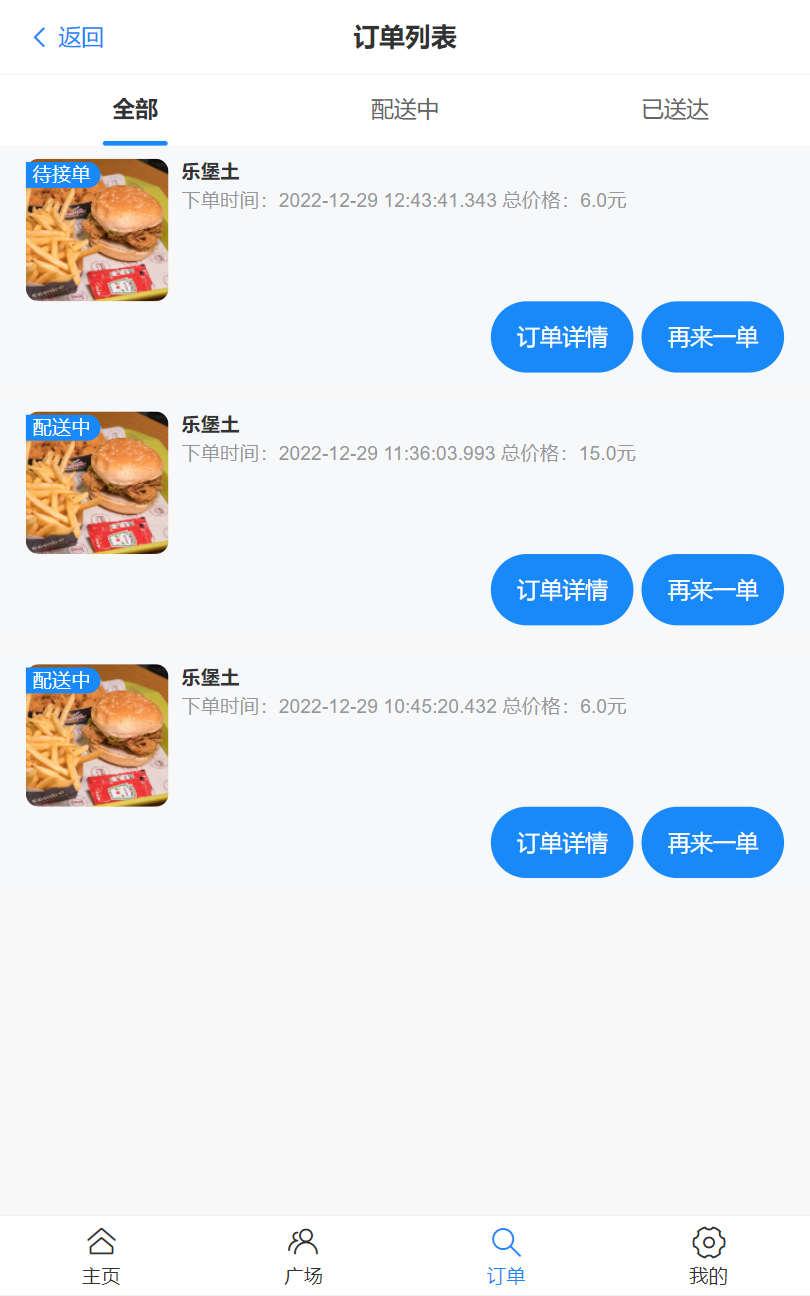 返回
订单列表
全部
配送中
已送达
待接单
乐堡士
下单时间：2022-12-29 12:43:41.343 总价格：6.0元
订单详情
再来一单
配送中
乐堡士
下单时间：2022-12-29 11:36:03.993 总价格：15.0元
订单详情
再来一单
配送中
乐堡士
下单时间：2022-12-29 10:45:20.432 总价格：6.0元
订单详情
再来一单
主页
广场
订单
我的